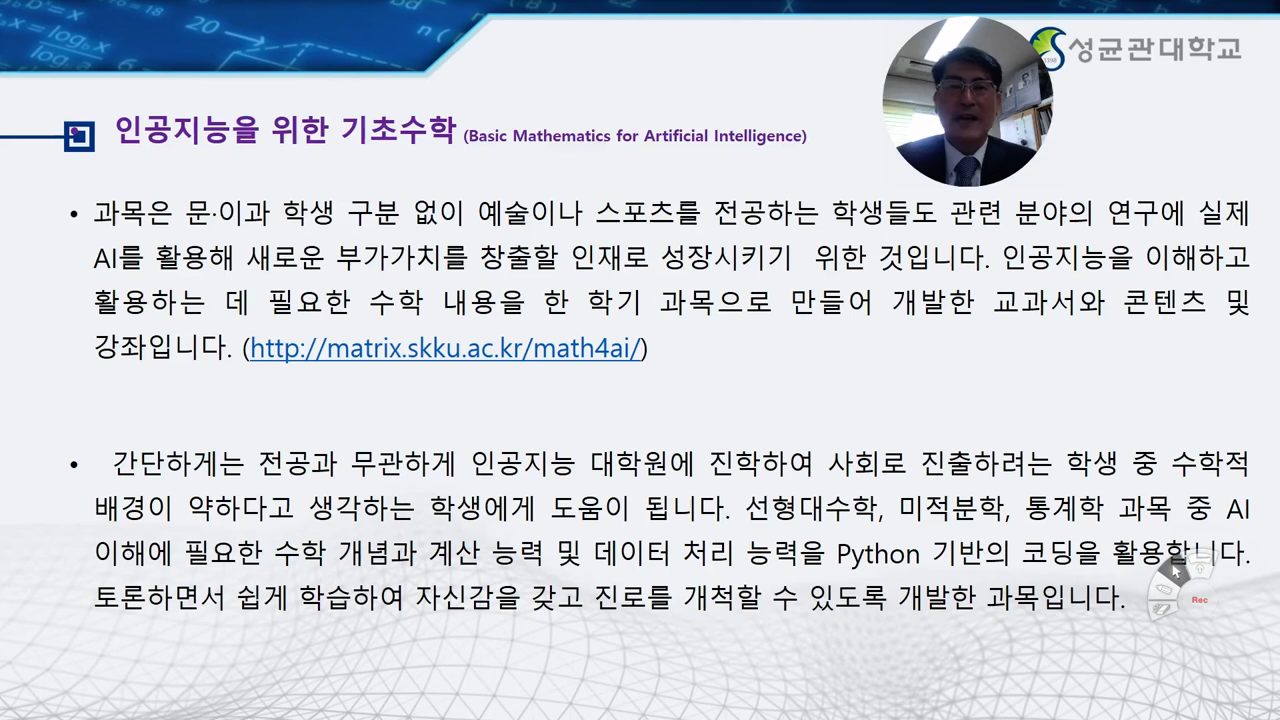 성균관대학교
1398
인공지능을 위한 기초수학 (Basic Mathematics for Artificial Intelligence)
• 과목은 문·이과 학생 구분 없이 예술이나 스포츠를 전공하는 학생들도 관련 분야의 연구에 실제
AI를 활용해 새로운 부가가치를 창출할 인재로 성장시키기 위한 것입니다. 인공지능을 이해하고
활용하는 데 필요한 수학 내용을 한 학기 과목으로 만들어 개발한 교과서와 콘텐츠 및
강좌입니다. (http://matrix.skku.ac.kr/math4ai/)
• 간단하게는 전공과 무관하게 인공지능 대학원에 진학하여 사회로 진출하려는 학생 중 수학적
배경이 약하다고 생각하는 학생에게 도움이 됩니다. 선형대수학, 미적분학, 통계학 과목 중 AI
이해에 필요한 수학 개념과 계산 능력 및 데이터 처리 능력을 Python 기반의 코딩을 활용합니다.
토론하면서 쉽게 학습하여 자신감을 갖고 진로를 개척할 수 있도록 개발한 과목입니다.
Rec